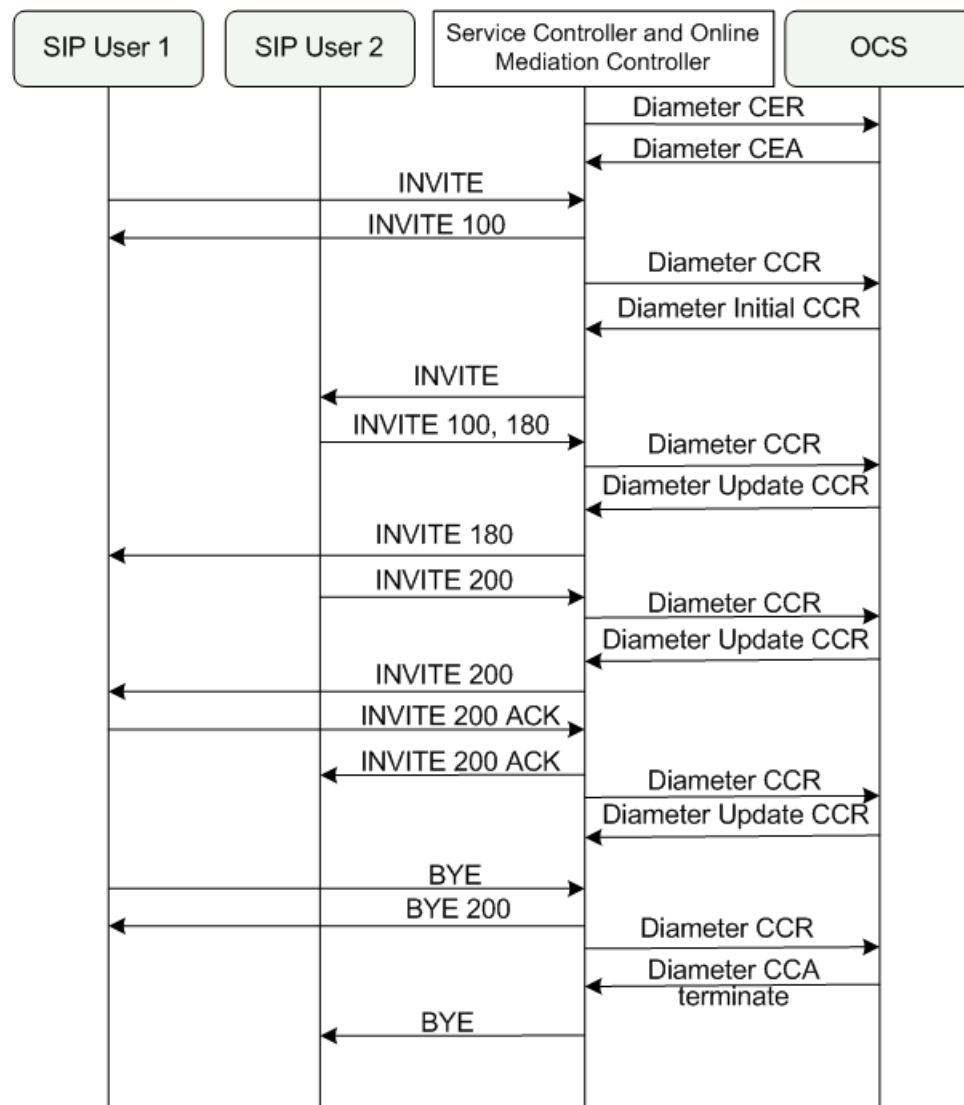 SIP User 1
SIP User 2
Service Controller and Online
Mediation Controller
OCS
Diameter CER
Diameter CEA
INVITE
INVITE 100
Diameter CCR
Diameter Initial CCR
INVITE
INVITE 100, 180
Diameter CCR
Diameter Update CCR
INVITE 180
INVITE 200
Diameter CCR
Diameter Update CCR
INVITE 200
INVITE 200 ACK
INVITE 200 ACK
Diameter CCR
Diameter Update CCR
BYE
BYE 200
Diameter CCR
Diameter CCA
terminate
BYE